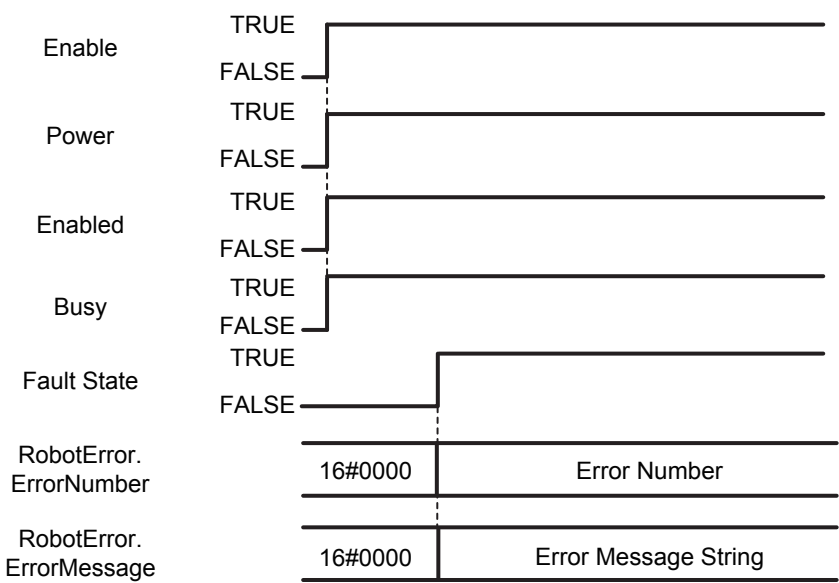 Enable
TRUE
FALSE
Power
TRUE
FALSE
Enabled
TRUE
FALSE
Busy
TRUE
FALSE
Fault State
TRUE
FALSE
RobotError.
ErrorNumber
16#0000
Error Number
RobotError.
ErrorMessage
16#0000
Error Message String